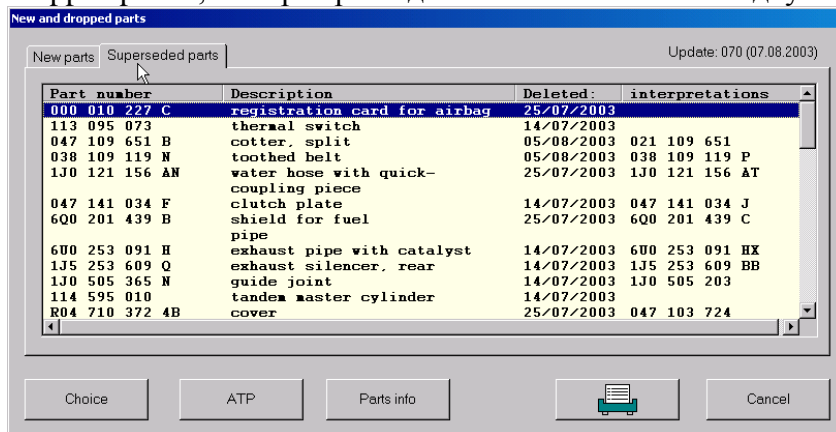 New and dropped parts
New parts Superseded parts Update: 070 (07.08.2003)
Part number Description Deleted: interpretations
000 010 227 C registration card for airbag 25/07/2003
113 095 073 thermal switch 14/07/2003
047 109 651 B cotter, split 05/08/2003 021 109 651
038 109 119 N toothed belt 05/08/2003 038 109 119 P
1J0 121 156 AN water hose with quick- 25/07/2003 1J0 121 156 AT
coupling piece
047 141 034 F clutch plate 14/07/2003 047 141 034 J
6Q0 201 439 B shield for fuel 25/07/2003 6Q0 201 439 C
pipe
6U0 253 091 H exhaust pipe with catalyst 14/07/2003 6U0 253 091 HX
1J5 253 609 Q exhaust silencer, rear 14/07/2003 1J5 253 609 BB
1J0 505 365 N guide joint 14/07/2003 1J0 505 203
114 595 010 tandem master cylinder 14/07/2003
R04 710 372 4B cover 25/07/2003 047 103 724
Choice ATP Parts info Cancel